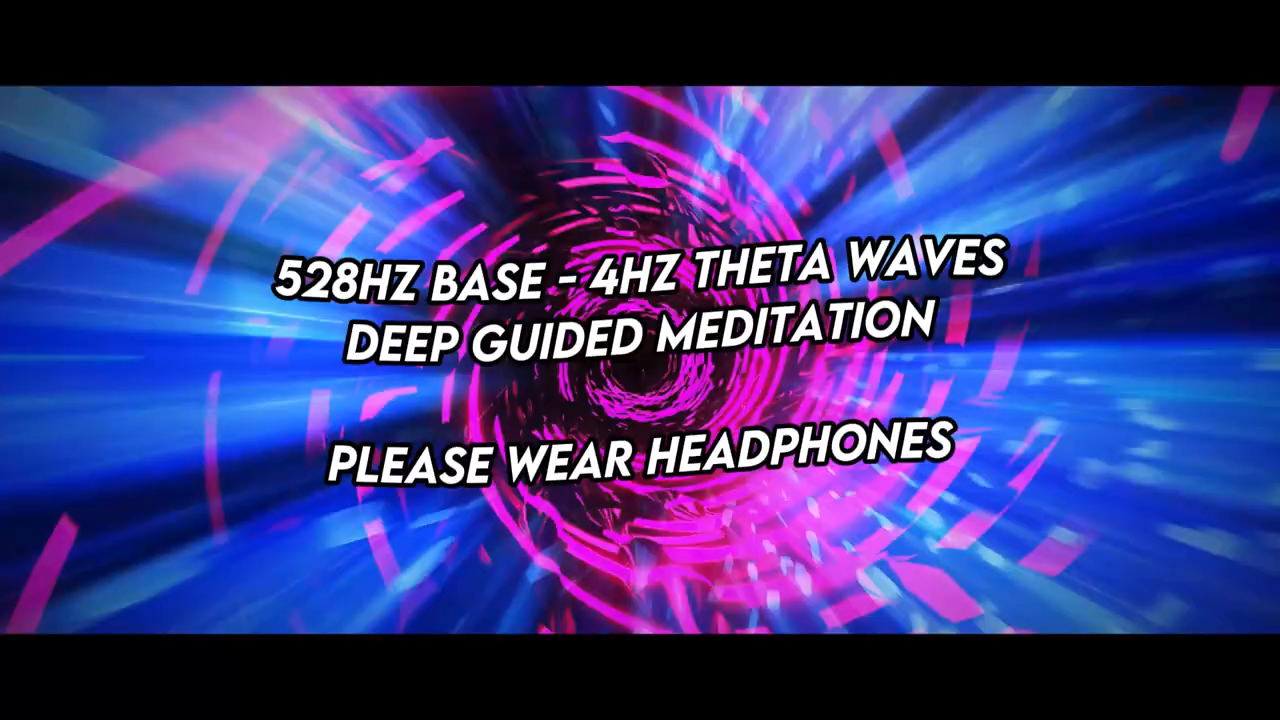 528HZ BASE - 4HZ THETA WAVES
DEEP GUIDED MEDITATION
PLEASE WEAR HEADPHONES